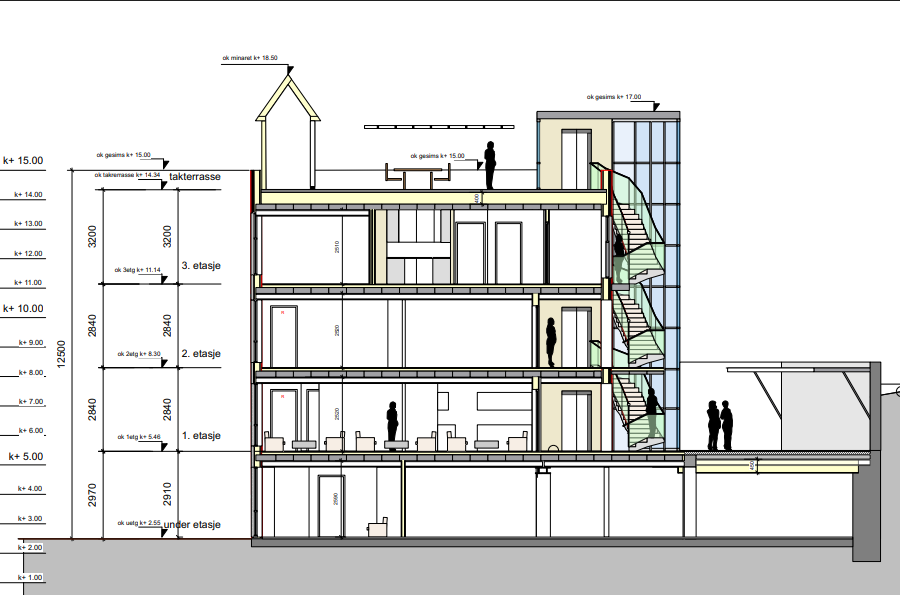 ok minaret k+ 18.50
ok gesims k+ 17.00
k+ 15.00
ok gesims k+ 15.00
ok gesims k+ 15.00
ok takterrasse k+ 14.34
takterrasse
k+ 14.00
400
k+ 13.00
3200
3200
2510
k+ 12.00
3. etasje
ok 3etg k+ 11.14
k+ 11.00
k+ 10.00
2840
2840
2520
k+ 9.00
12500
ok 2etg k+ 8.30
2. etasje
k+ 8.00
k+ 7.00
2840
2840
2520
k+ 6.00
ok 1etg k+ 5.46
1. etasje
k+ 5.00
450
k+ 4.00
2970
2910
2590
k+ 3.00
ok uetg k+ 2.55
under etasje
k+ 2.00
k+ 1.00